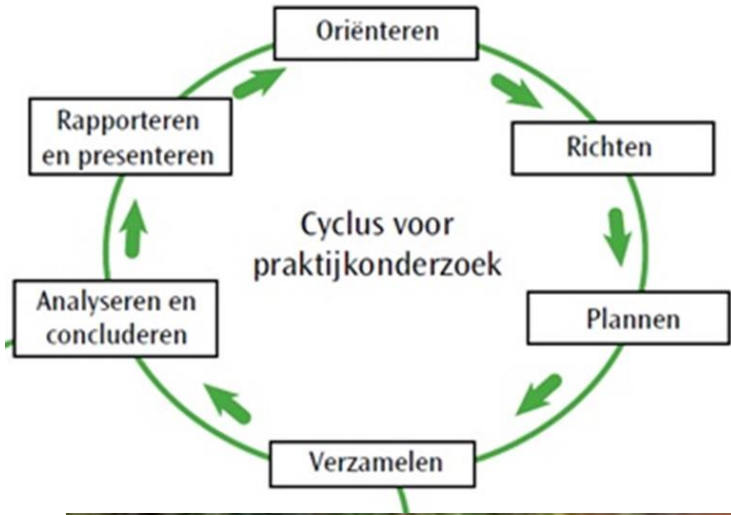 Oriënteren
Richten
Plannen
Verzamelen
Analyseren en
concluderen
Rapporteren
en presenteren
Cyclus voor
praktijkonderzoek